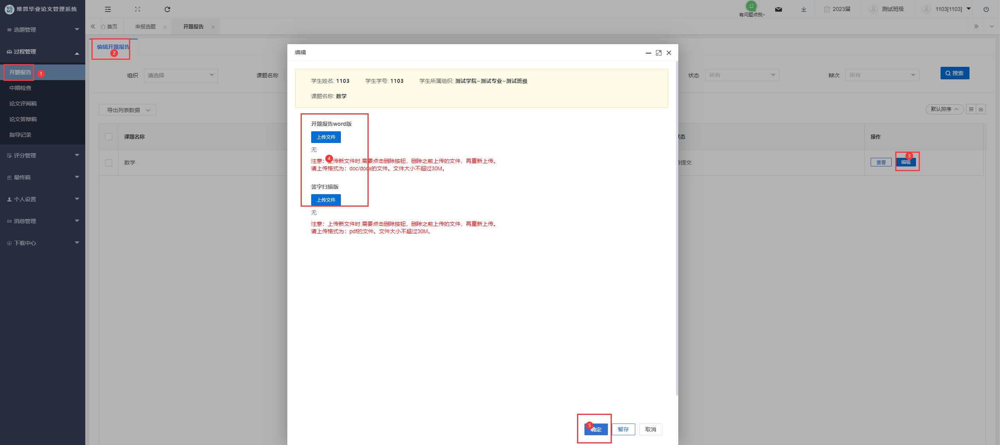 VG MS 维普毕业论文管理系统
有问题点我~
2023届
测试班级
1103[1103]
首页
申报选题
开题报告
选题管理
过程管理
开题报告
1
中期检查
论文评阅稿
论文答辩稿
指导记录
评分管理
最终稿
个人设置
消息管理
下载中心
编辑开题报告
2
组织
请选择
课题名称
状态
所有
辩次
所有
搜索
导出列表数据
默认排序
课题名称
操作
数学
提交
查看
编辑
3
编辑
学生姓名: 1103 学生学号: 1103 学生所属组织: 测试学院~测试专业~测试班级
课题名称: 数学
开题报告word版
上传文件
无
4
注意：上传新文件时,需要点击删除按钮，删除之前上传的文件，再重新上传。
请上传格式为：doc/docx的文件。文件大小不超过30M。
签字扫描版
上传文件
无
注意：上传新文件时,需要点击删除按钮，删除之前上传的文件，再重新上传。
请上传格式为：pdf的文件。文件大小不超过30M。
5
确定
暂存
取消